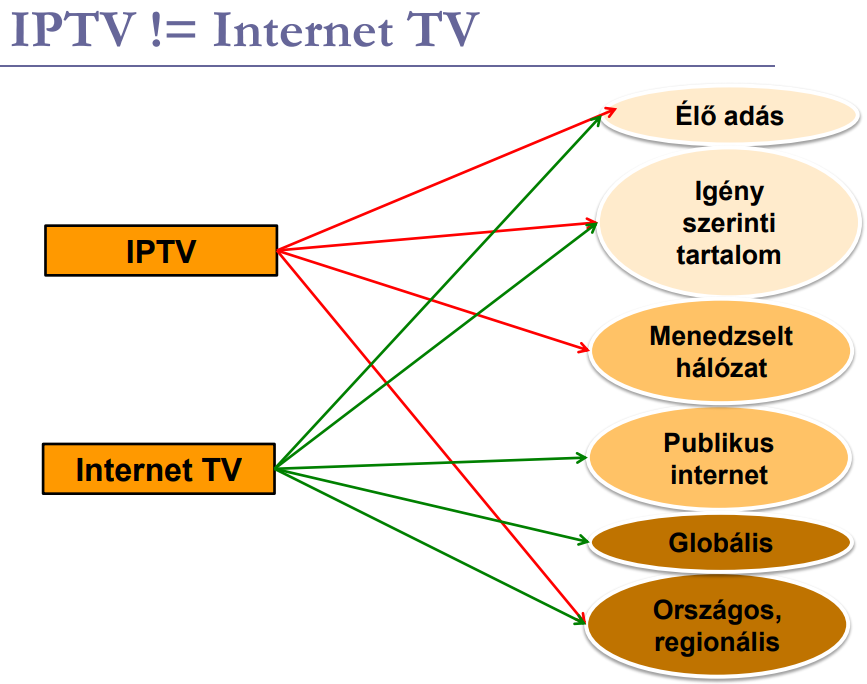 IPTV != Internet TV
Élő adás
Igény
szerinti
tartalom
IPTV
Menedzselt
hálózat
Publikus
internet
Internet TV
Globális
Országos,
regionális